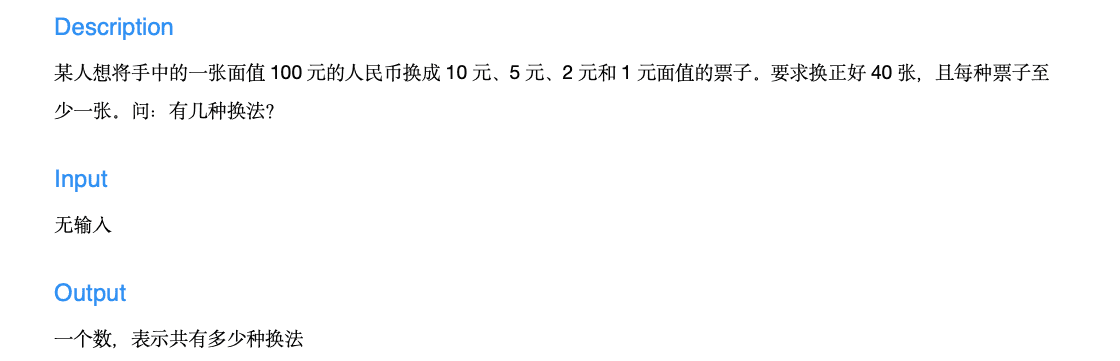 Description
某人想将手中的一张面值 100 元的人民币换成 10 元、5 元、2 元和 1 元面值的票子。要求换正好 40 张，且每种票子至
少一张。问：有几种换法？
Input
无输入
Output
一个数，表示共有多少种换法